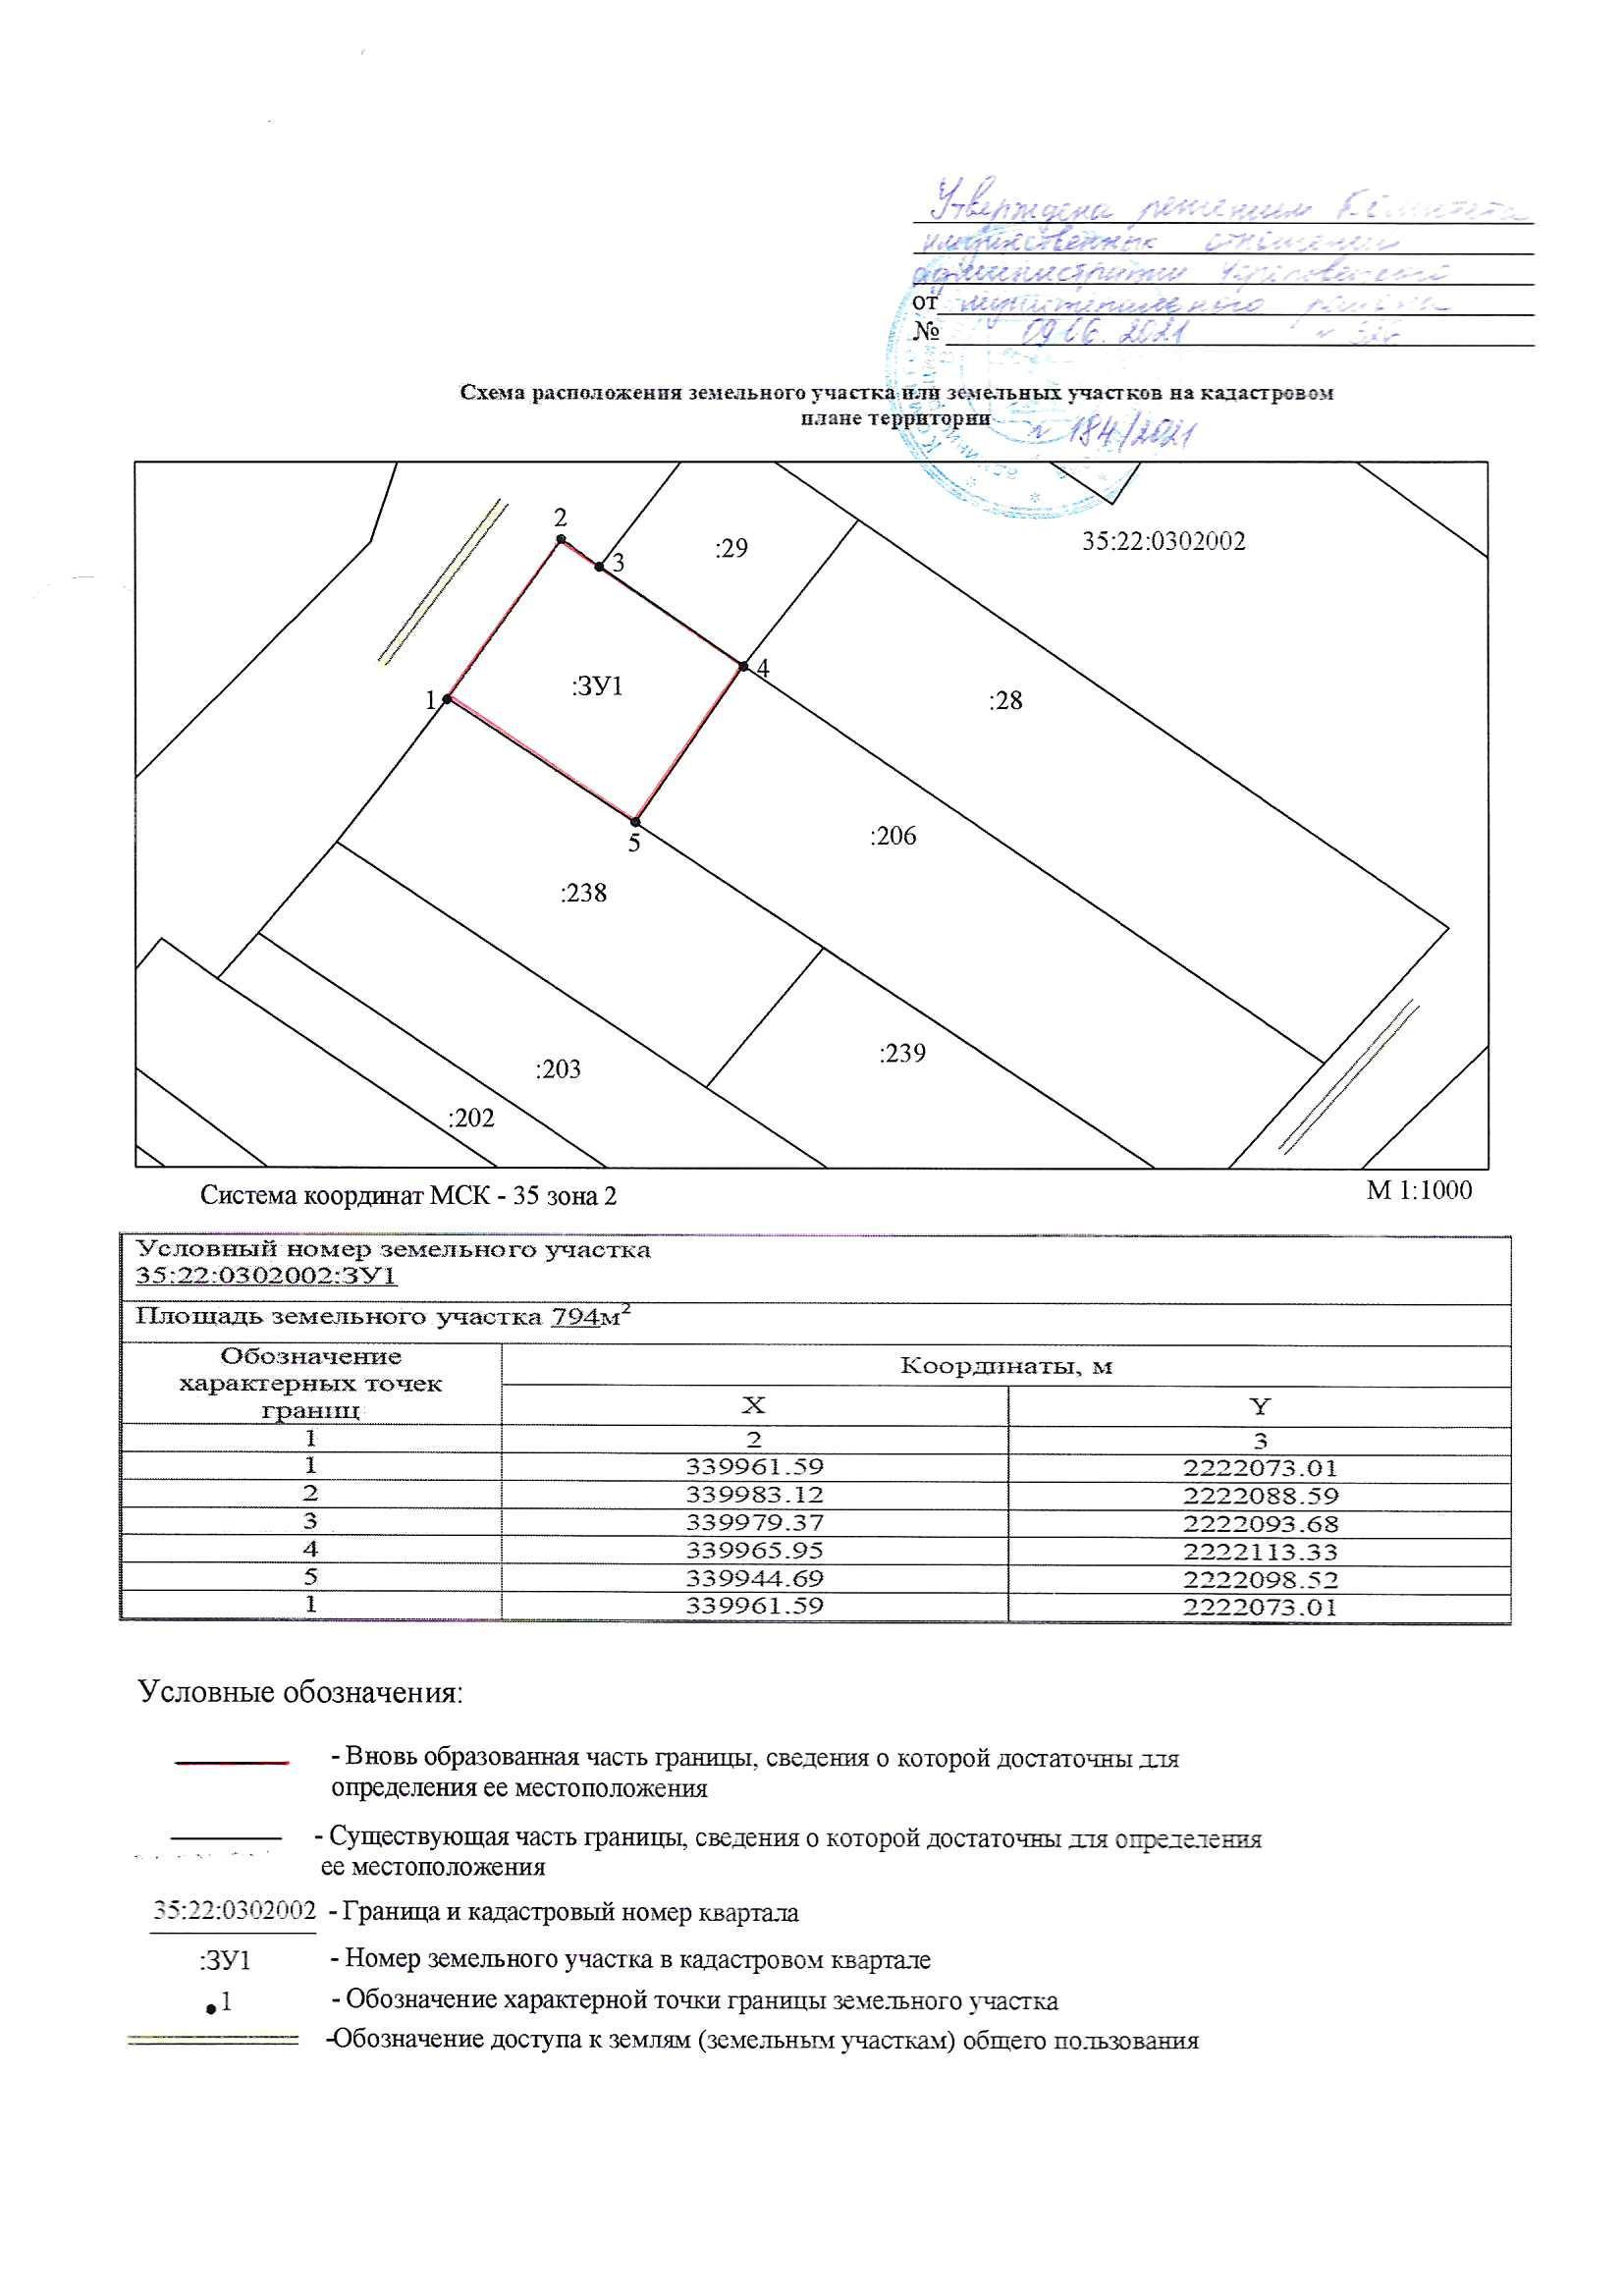 Утверждена решением Комитета
имущественных отношений
администрации Череповецкого
от муниципального района
№ 09.06.2021
Схема расположения земельного участка или земельных участков на кадастровом
плане территории
№ 184/2021
2
:29
35:22:0302002
3
4
:ЗУ1
1
:28
:206
5
:238
:239
:203
:202
Система координат МСК - 35 зона 2
М 1:1000
Условный номер земельного участка
35:22:0302002:ЗУ1
Площадь земельного участка 794м²
Обозначение
характерных точек
границ
Координаты, м
X Y
1 2 3
1 339961.59 2222073.01
2 339983.12 2222088.59
3 339979.37 2222093.68
4 339965.95 2222113.33
5 339944.69 2222098.52
1 339961.59 2222073.01
Условные обозначения:
- Вновь образованная часть границы, сведения о которой достаточны для
определения ее местоположения
- Существующая часть границы, сведения о которой достаточны для определения
ее местоположения
35:22:0302002 - Граница и кадастровый номер квартала
:ЗУ1 - Номер земельного участка в кадастровом квартале
1 - Обозначение характерной точки границы земельного участка
-Обозначение доступа к землям (земельным участкам) общего пользования